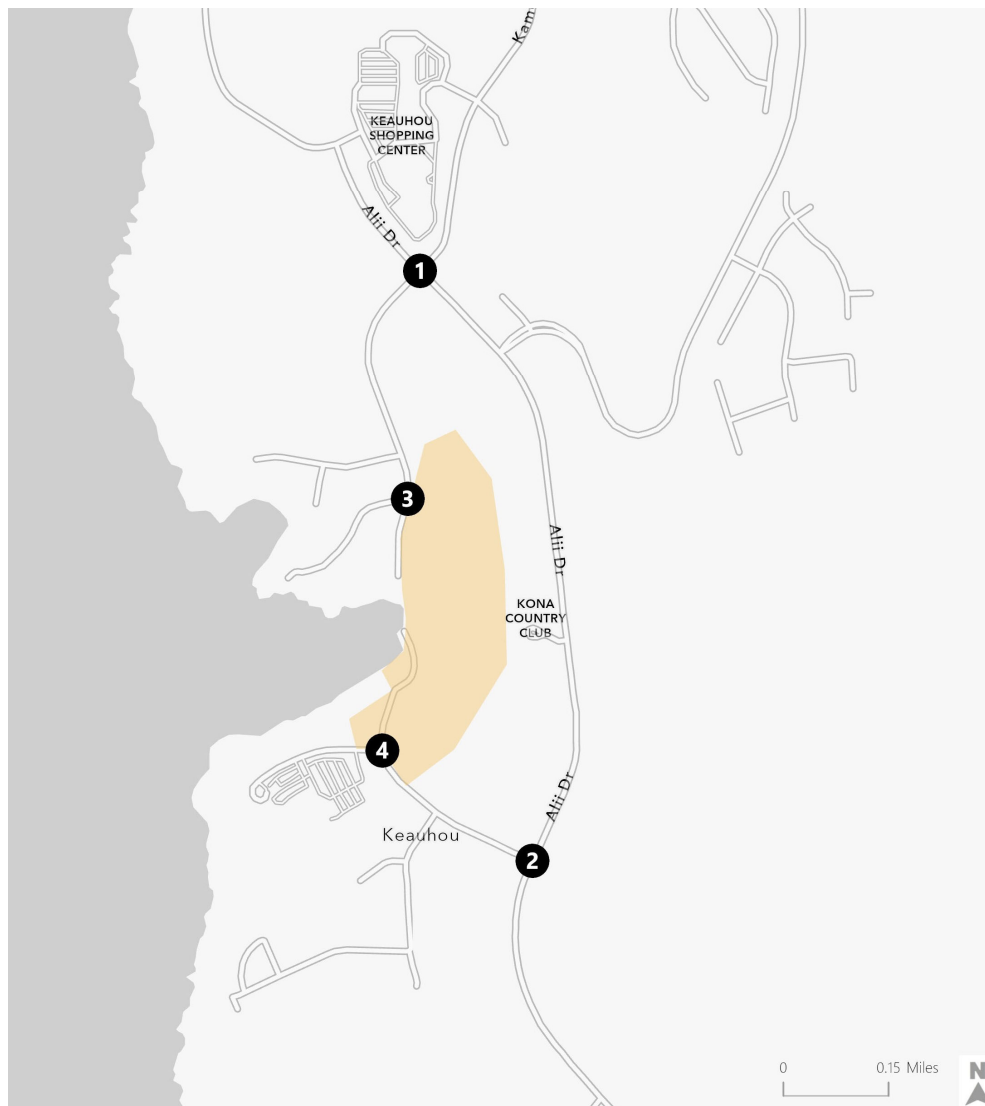 Kam
KEAUHOU
SHOPPING
CENTER
Alii Dr
1
3
Alii Dr
KONA
COUNTRY
CLUB
4
Alii Dr
Keauhou
2
0
0.15 Miles
N